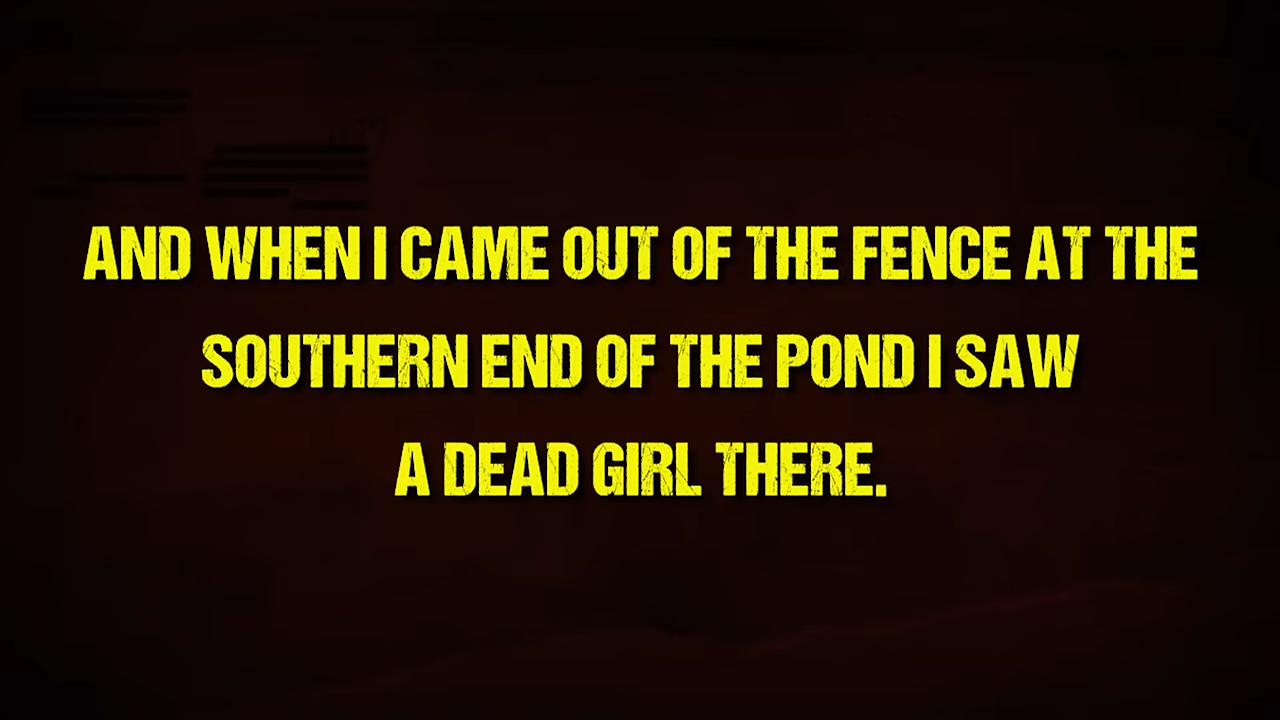 AND WHEN I CAME OUT OF THE FENCE AT THE
SOUTHERN END OF THE POND I SAW
A DEAD GIRL THERE.